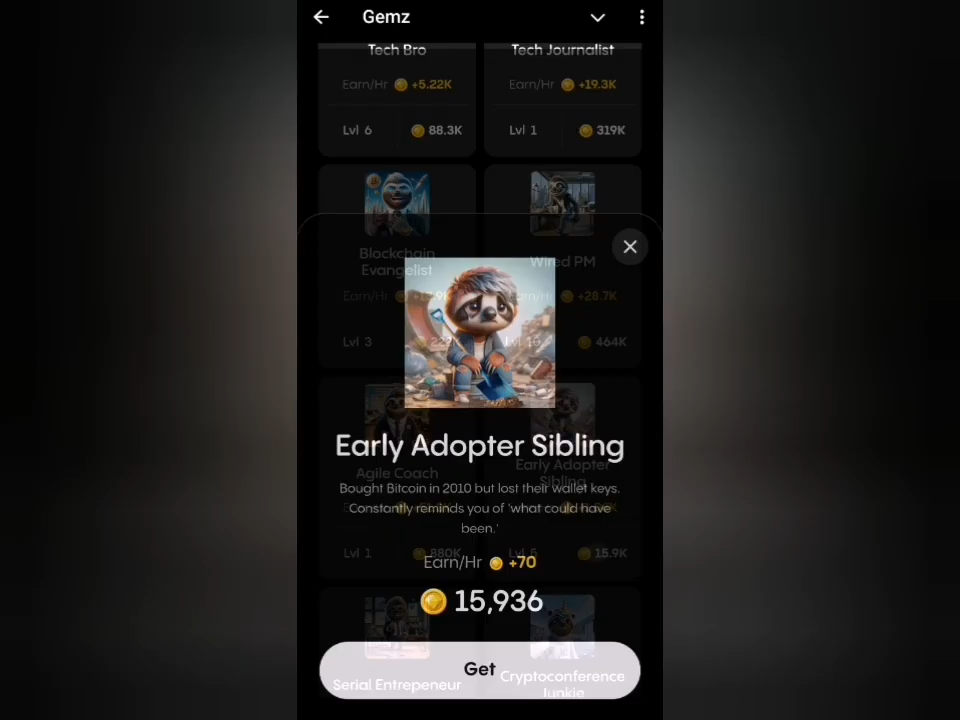 Gemz
Tech Bro
Tech Journalist
Earn/Hr +5.22K
Earn/Hr +19.3K
Lvl 6 88.3K
Lvl 1 319K
Blockchain
Evangelist
Wired PM
Earn/Hr
+28.7K
Lvl 3
464K
Early Adopter Sibling
Agile Coach
Early Adopter
Sibling
Bought Bitcoin in 2010 but lost their wallet keys.
Constantly reminds you of 'what could have
been.'
Lvl 1 880K
Lvl 5 15.9K
Earn/Hr +70
15,936
Get
Serial Entrepeneur
Cryptoconference
Junkie